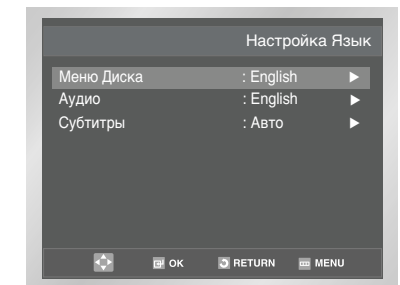 Настройка Язык
Меню Диска : English ►
Аудио : English ►
Субтитры : Авто ►
OK RETURN MENU